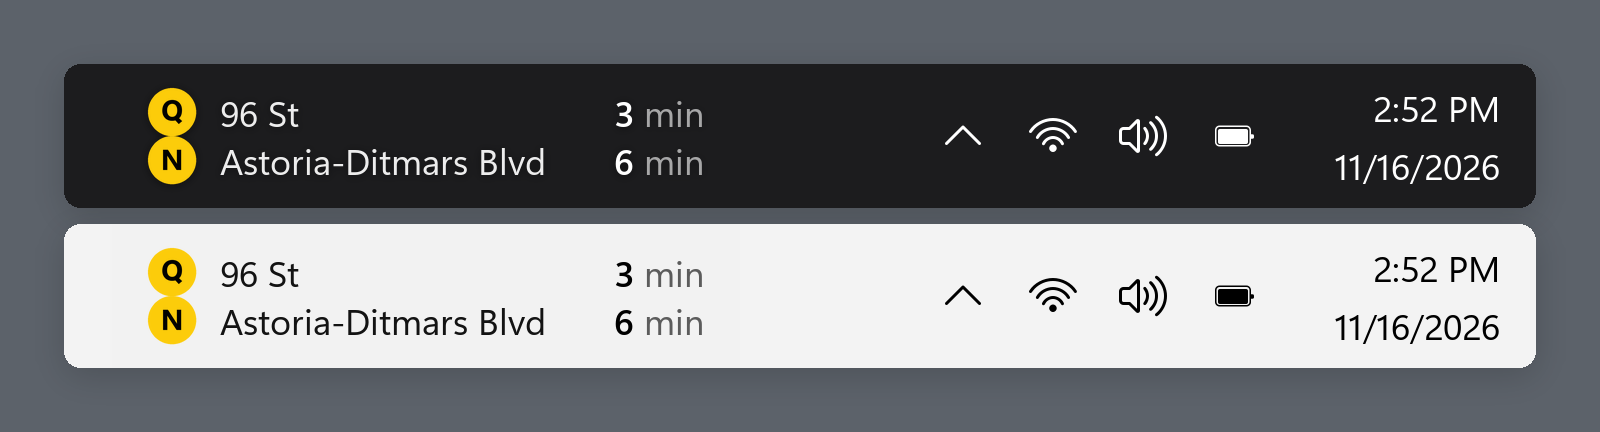 Q 96 St 3 min
N Astoria-Ditmars Blvd 6 min
2:52 PM
11/16/2026
Q 96 St 3 min
N Astoria-Ditmars Blvd 6 min
2:52 PM
11/16/2026